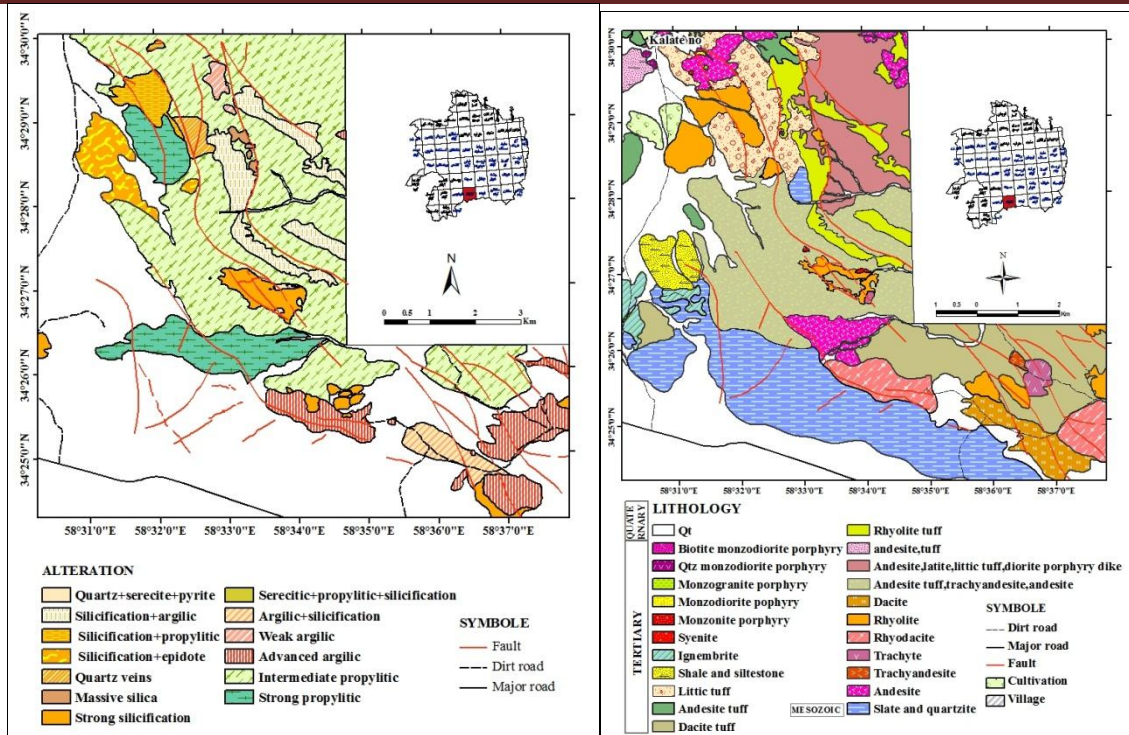 34°30'0"N
34°29'0"N
34°28'0"N
34°27'0"N
34°26'0"N
34°25'0"N
58°31'0"E 58°32'0"E 58°33'0"E 58°34'0"E 58°35'0"E 58°36'0"E 58°37'0"E
N
0 0.5 1 2 3
Km
ALTERATION
Quartz+serecite+pyrite
Silicification+argilic
Silicification+propylitic
Silicification+epidote
Quartz veins
Massive silica
Strong silicification
Serecitic+propylitic+silicification
Argilic+silicification
Weak argilic
Advanced argilic
Intermediate propylitic
Strong propylitic
SYMBOLE
Fault
Dirt road
Major road
Kalate no
34°30'0"N
34°29'0"N
34°28'0"N
34°27'0"N
34°26'0"N
34°25'0"N
58°31'0"E 58°32'0"E 58°33'0"E 58°34'0"E 58°35'0"E 58°36'0"E 58°37'0"E
N
1 0.5 0 1 2
Km
LITHOLOGY
QUATERNARY
Qt
TERTIARY
Biotite monzodiorite porphyry
Qtz monzodiorite porphyry
Monzogranite porphyry
Monzodiorite pophyry
Monzonite porphyry
Syenite
Ignembrite
Shale and siltestone
Littic tuff
Andesite tuff
Dacite tuff
Rhyolite tuff
andesite,tuff
Andesite,latite,littic tuff,diorite porphyry dike
Andesite tuff,trachyandesite,andesite
Dacite
Rhyolite
Rhyodacite
Trachyte
Trachyandesite
Andesite
MESOZOIC
Slate and quartzite
SYMBOLE
Dirt road
Major road
Fault
Cultivation
Village